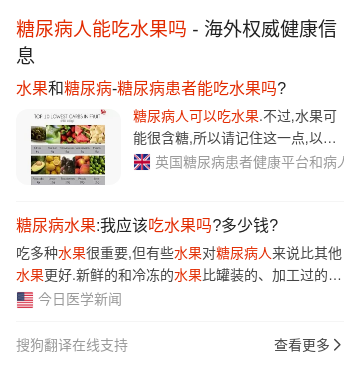 糖尿病人能吃水果吗 - 海外权威健康信
息
水果和糖尿病-糖尿病患者能吃水果吗?
TOP 10 LOWEST CARBS IN FRUIT
糖尿病人可以吃水果.不过,水果可
能很含糖,所以请记住这一点,以...
英国糖尿病患者健康平台和病人
糖尿病水果:我应该吃水果吗?多少钱?
吃多种水果很重要,但有些水果对糖尿病人来说比其他
水果更好.新鲜的和冷冻的水果比罐装的、加工过的...
今日医学新闻
搜狗翻译在线支持
查看更多